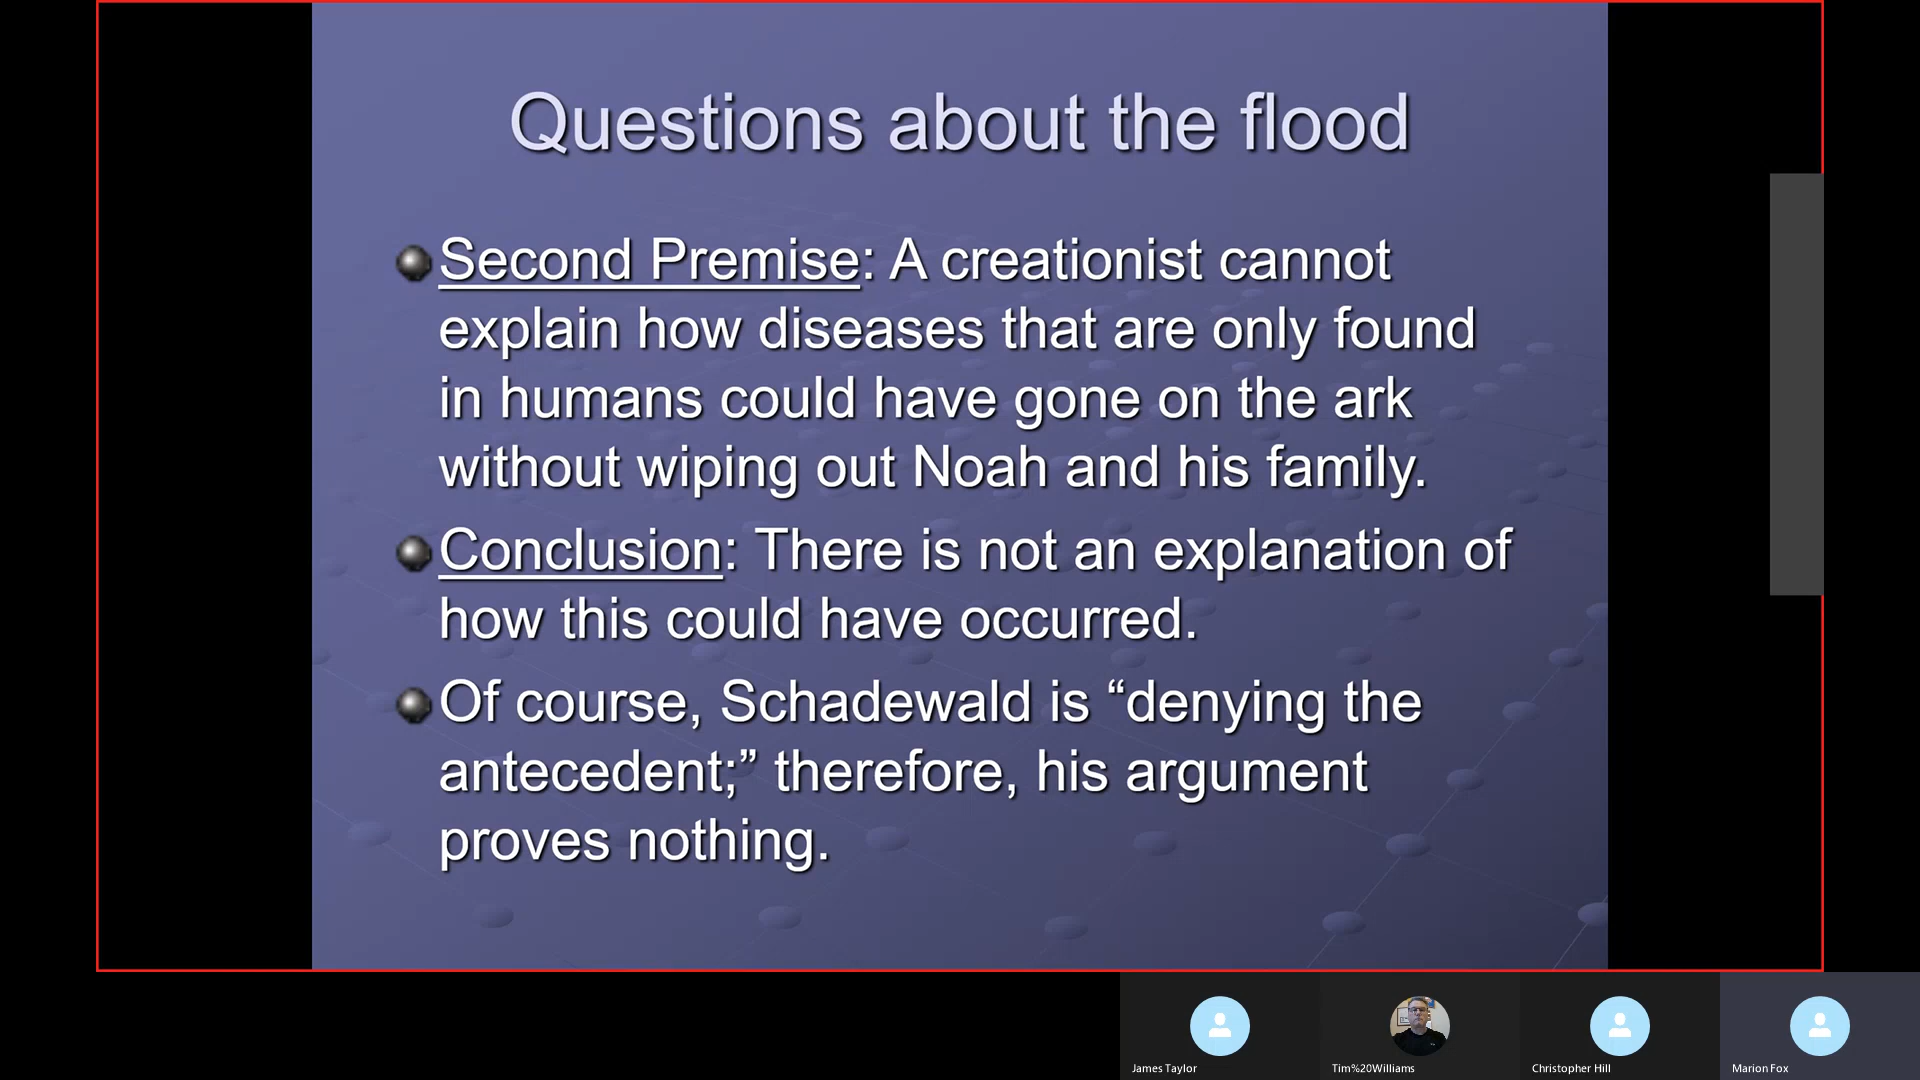 Questions about the flood
Second Premise: A creationist cannot
explain how diseases that are only found
in humans could have gone on the ark
without wiping out Noah and his family.
Conclusion: There is not an explanation of
how this could have occurred.
Of course, Schadewald is “denying the
antecedent;” therefore, his argument
proves nothing.
James Taylor
Tim%20Williams
Christopher Hill
Marion Fox